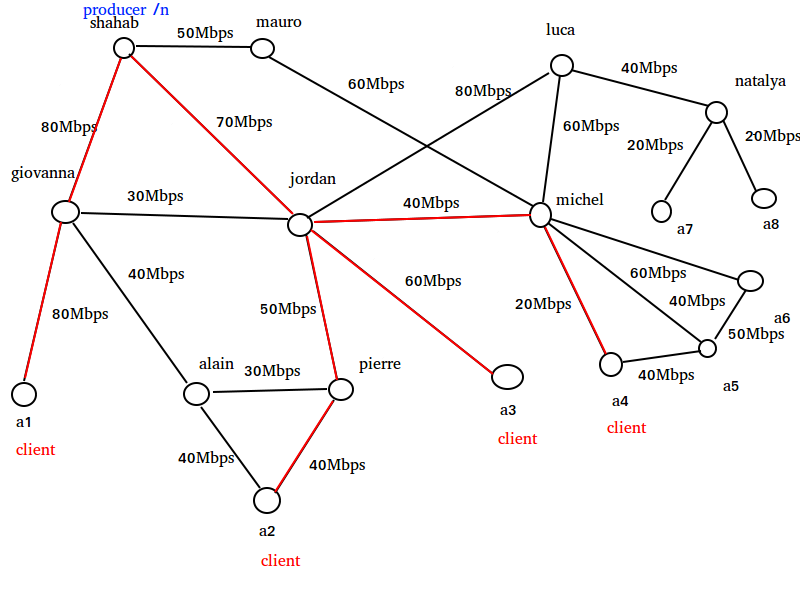 producer /n
shahab
mauro
50Mbps
luca
40Mbps
natalya
60Mbps
80Mbps
80Mbps
70Mbps
60Mbps
20Mbps
20Mbps
giovanna
jordan
30Mbps
40Mbps
michel
a7
a8
40Mbps
60Mbps
60Mbps
40Mbps
80Mbps
50Mbps
20Mbps
a6
50Mbps
alain
30Mbps
pierre
40Mbps
a5
a1
client
a3
client
a4
client
40Mbps
40Mbps
a2
client